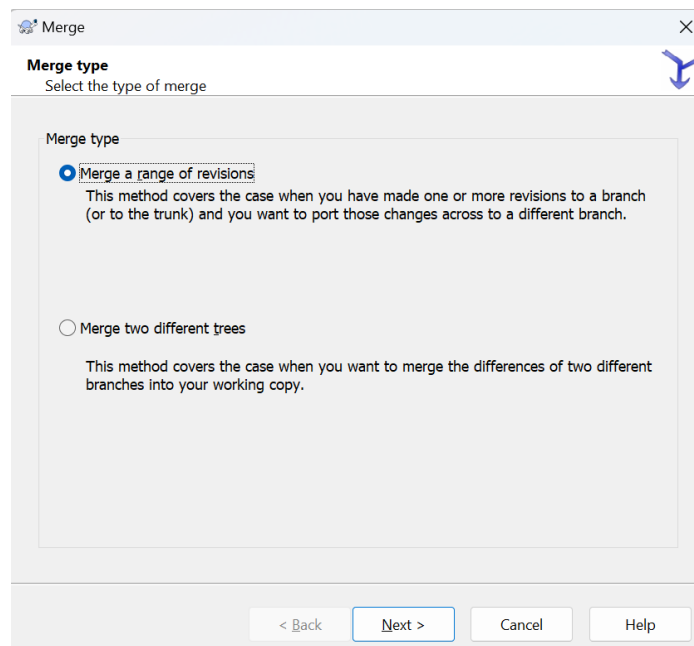 Merge
Merge type
Select the type of merge
Merge type
Merge a range of revisions
This method covers the case when you have made one or more revisions to a branch
(or to the trunk) and you want to port those changes across to a different branch.
Merge two different trees
This method covers the case when you want to merge the differences of two different
branches into your working copy.
< Back
Next >
Cancel
Help